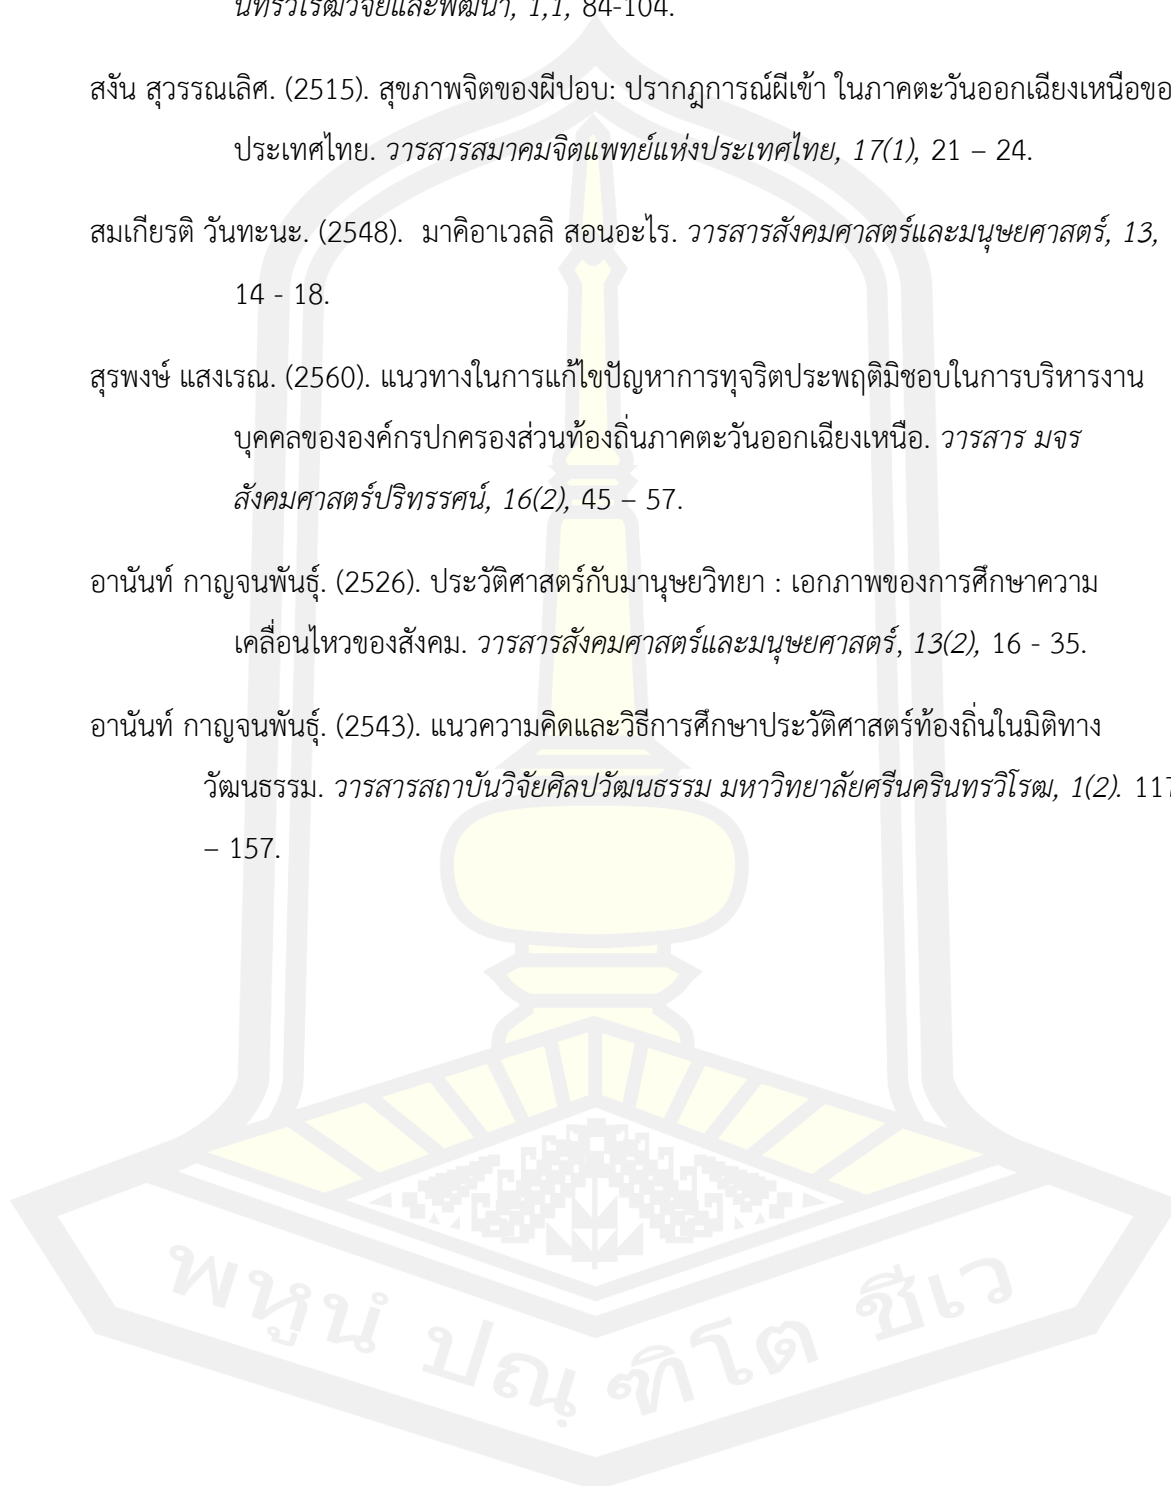 นทรวิโรฒวิจัยและพัฒนา, 1,1, 84-104.
สงัน สุวรรณเลิศ. (2515). สุขภาพจิตของผีปอบ: ปรากฎการณ์ผีเข้า ในภาคตะวันออกเฉียงเหนือขอ
ประเทศไทย. วารสารสมาคมจิตแพทย์แห่งประเทศไทย, 17(1), 21 – 24.
สมเกียรติ วันทะนะ. (2548). มาคิอาเวลลิ สอนอะไร. วารสารสังคมศาสตร์และมนุษยศาสตร์, 13,
14 - 18.
สุรพงษ์ แสงเรณ. (2560). แนวทางในการแก้ไขปัญหาการทุจริตประพฤติมิชอบในการบริหารงาน
บุคคลขององค์กรปกครองส่วนท้องถิ่นภาคตะวันออกเฉียงเหนือ. วารสาร มจร
สังคมศาสตร์ปริทรรศน์, 16(2), 45 – 57.
อานันท์ กาญจนพันธุ์. (2526). ประวัติศาสตร์กับมานุษยวิทยา : เอกภาพของการศึกษาความ
เคลื่อนไหวของสังคม. วารสารสังคมศาสตร์และมนุษยศาสตร์, 13(2), 16 - 35.
อานันท์ กาญจนพันธุ์. (2543). แนวความคิดและวิธีการศึกษาประวัติศาสตร์ท้องถิ่นในมิติทาง
วัฒนธรรม. วารสารสถาบันวิจัยศิลปวัฒนธรรม มหาวิทยาลัยศรีนครินทรวิโรฒ, 1(2). 117
– 157.
พหูนํ ปณฺฑิโต ชีเว